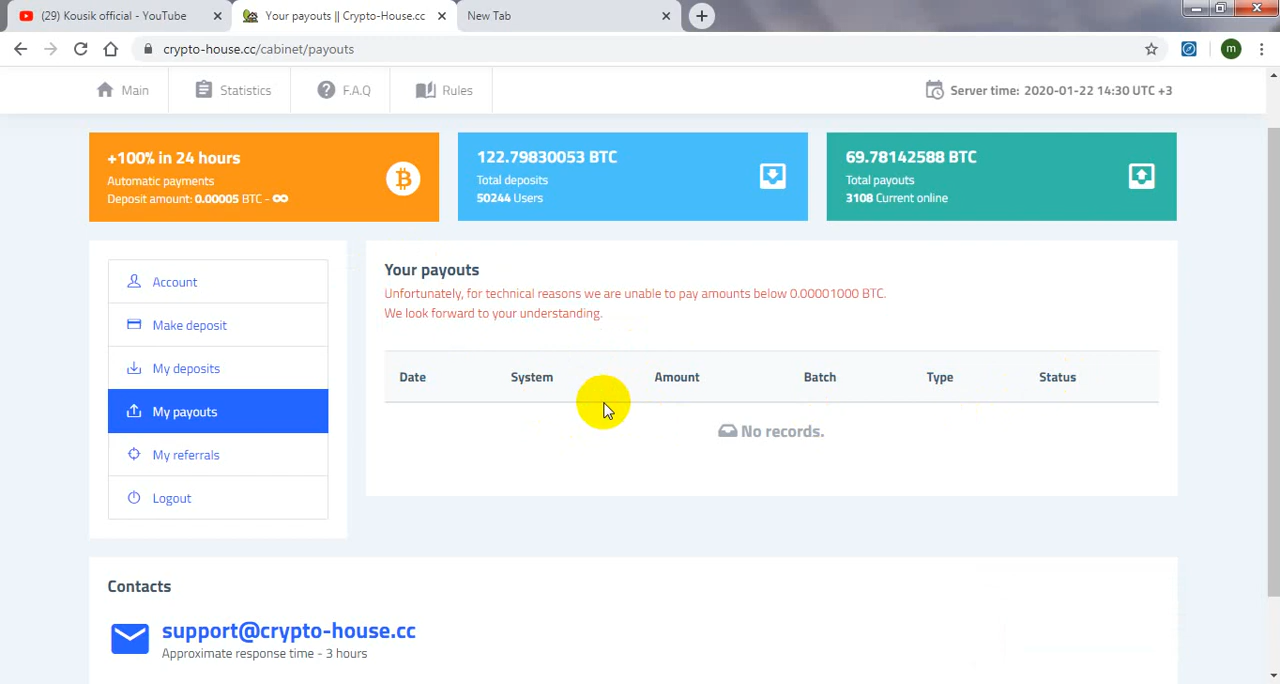 (29) Kousik official - YouTube
Your payouts || Crypto-House.cc
New Tab
crypto-house.cc/cabinet/payouts
m
Main
Statistics
F.A.Q
Rules
Server time: 2020-01-22 14:30 UTC +3
+100% in 24 hours
Automatic payments
Deposit amount: 0.00005 BTC - ∞
122.79830053 BTC
Total deposits
50244 Users
69.78142588 BTC
Total payouts
3108 Current online
Account
Make deposit
My deposits
My payouts
My referrals
Logout
Your payouts
Unfortunately, for technical reasons we are unable to pay amounts below 0.00001000 BTC.
We look forward to your understanding.
Date System Amount Batch Type Status
No records.
Contacts
support@crypto-house.cc
Approximate response time - 3 hours